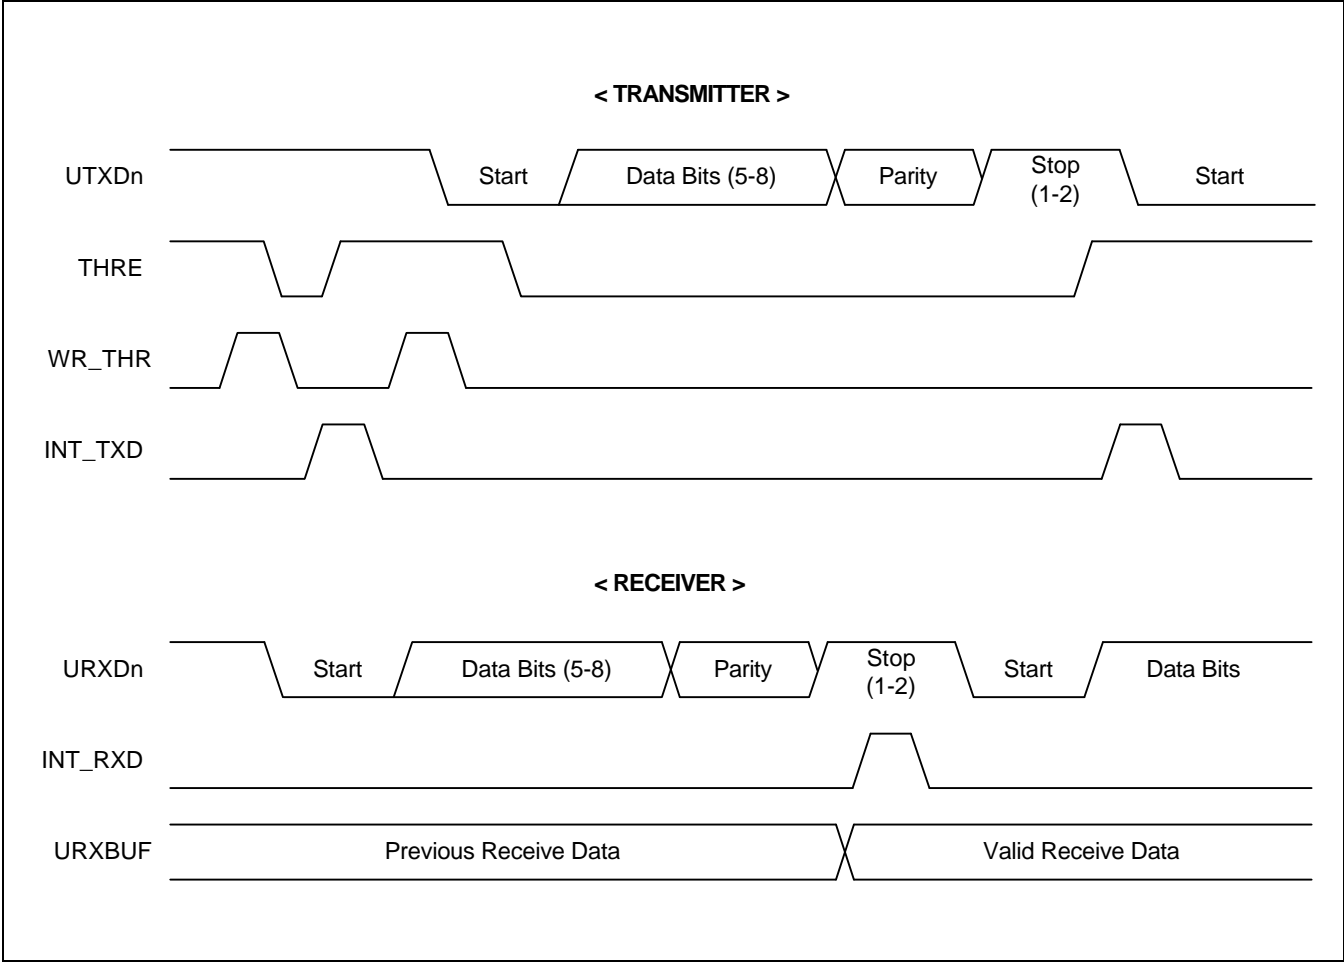 < TRANSMITTER >
UTXDn
Start
Data Bits (5-8)
Parity
Stop
(1-2)
Start
THRE
WR_THR
INT_TXD
< RECEIVER >
URXDn
Start
Data Bits (5-8)
Parity
Stop
(1-2)
Start
Data Bits
INT_RXD
URXBUF
Previous Receive Data
Valid Receive Data